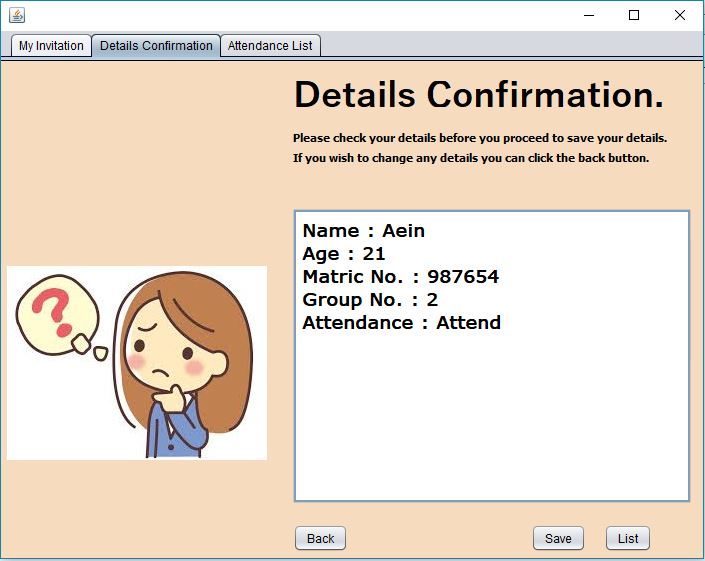 My Invitation
Details Confirmation
Attendance List
Details Confirmation.
Please check your details before you proceed to save your details.
If you wish to change any details you can click the back button.
Name : Aein
Age : 21
Matric No. : 987654
Group No. : 2
Attendance : Attend
?
Back
Save
List